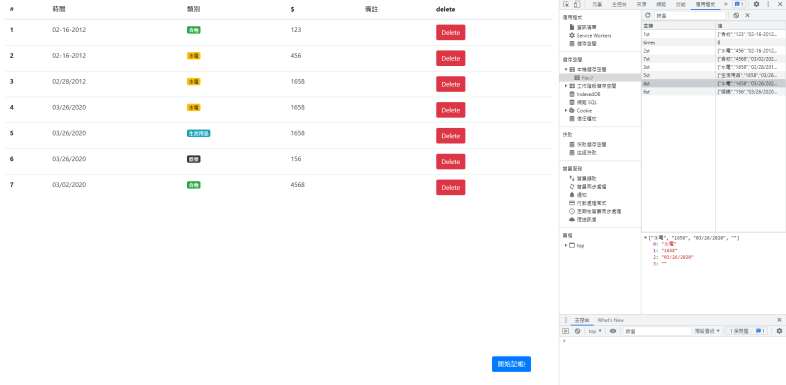 # 時間 類別 $ 備註 delete
1 02-16-2012 食物 123 Delete
2 02-16-2012 水電 456 Delete
3 02/28/2012 水電 1658 Delete
4 03/26/2020 水電 1658 Delete
5 03/26/2020 生活用品 1658 Delete
6 03/26/2020 娛樂 156 Delete
7 03/02/2020 食物 4568 Delete
開始記帳!
元素 主控台 來源 網路 效能 應用程式
應用程式
資訊清單
Service Workers
儲存空間
儲存空間
本機儲存空間
file://
工作階段儲存空間
IndexedDB
網路 SQL
Cookie
信任權杖
快取
快取儲存空間
往返快取
背景服務
背景擷取
背景同步處理
通知
付款處理常式
定期背景同步處理
推送訊息
top
篩選
值
1st ["食物","123","02-16-2012...
times 8
2st ["水電","456","02-16-2012...
7st ["食物","4568","03/02/202...
3st ["水電","1658","02/28/201...
5st ["生活用品","1658","03/26...
4st ["水電","1658","03/26/202...
6st ["娛樂","156","03/26/2020...
["水電", "1658", "03/26/2020", ""]
0: "水電"
1: "1658"
2: "03/26/2020"
3: ""
主控台 What's New
top 篩選 預設層級 1 個問題: 1